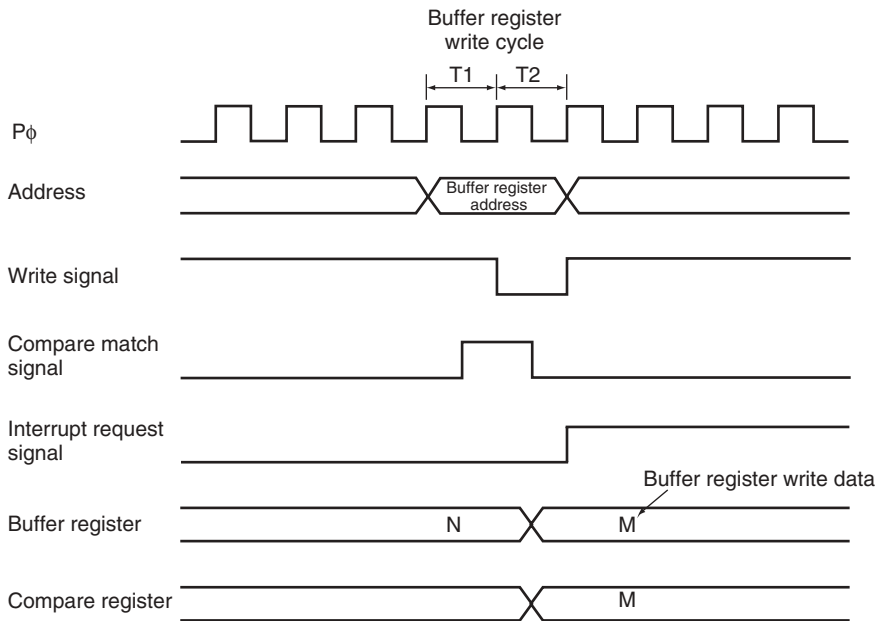 Buffer register
write cycle
T1 T2
Pϕ
Address
Buffer register
address
Write signal
Compare match
signal
Interrupt request
signal
Buffer register write data
Buffer register N M
Compare register M